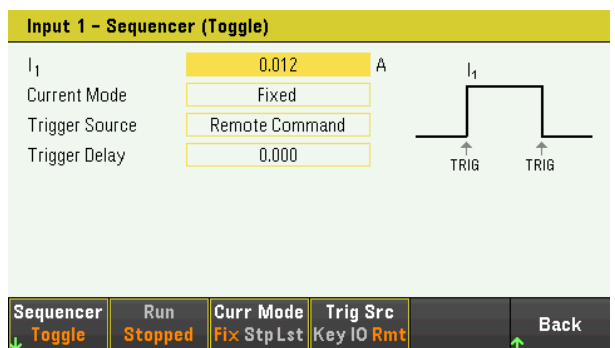 Input 1 – Sequencer (Toggle)
I1 0.012 A
Current Mode Fixed
Trigger Source Remote Command
Trigger Delay 0.000
I1
TRIG TRIG
Sequencer Run Curr Mode Trig Src
Toggle Stopped Fix Stp Lst Key IO Rmt Back